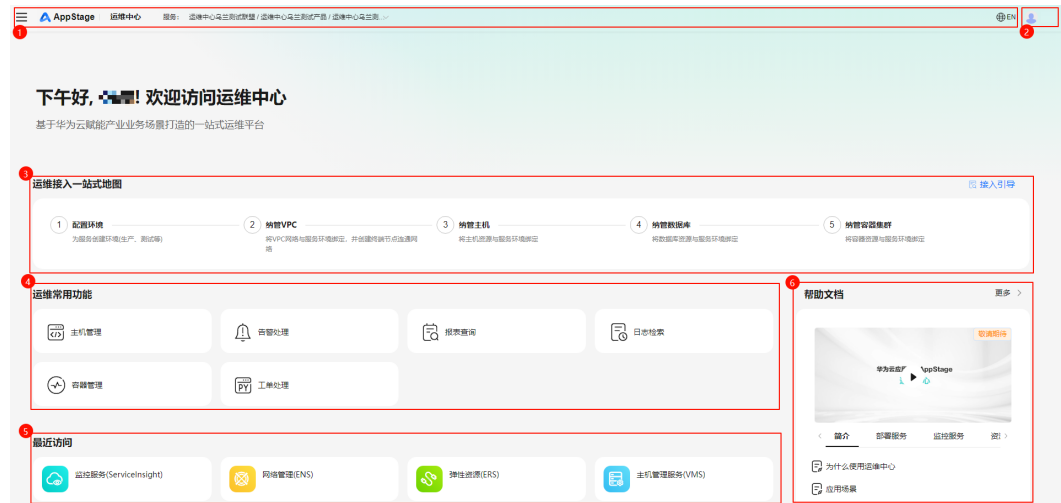 AppStage 运维中心 服务: 运维中心乌兰测试联盟 / 运维中心乌兰测试产品 / 运维中心乌兰测... EN
1
2
下午好, ! 欢迎访问运维中心
基于华为云赋能产业业务场景打造的一站式运维平台
3
运维接入一站式地图 接入引导
1 配置环境
为服务创建环境(生产、测试等)
2 纳管VPC
将VPC网络与服务环境绑定，并创建终端节点连通网
络
3 纳管主机
将主机资源与服务环境绑定
4 纳管数据库
将数据库资源与服务环境绑定
5 纳管容器集群
将容器资源与服务环境绑定
4
运维常用功能
主机管理 告警处理 报表查询 日志检索
容器管理 PY 工单处理
5
最近访问
监控服务(ServiceInsight) 网络管理(ENS) 弹性资源(ERS) 主机管理服务(VMS)
6
帮助文档 更多 >
敬请期待
华为云应 AppStage
心
< 简介 部署服务 监控服务 资 >
为什么使用运维中心
应用场景